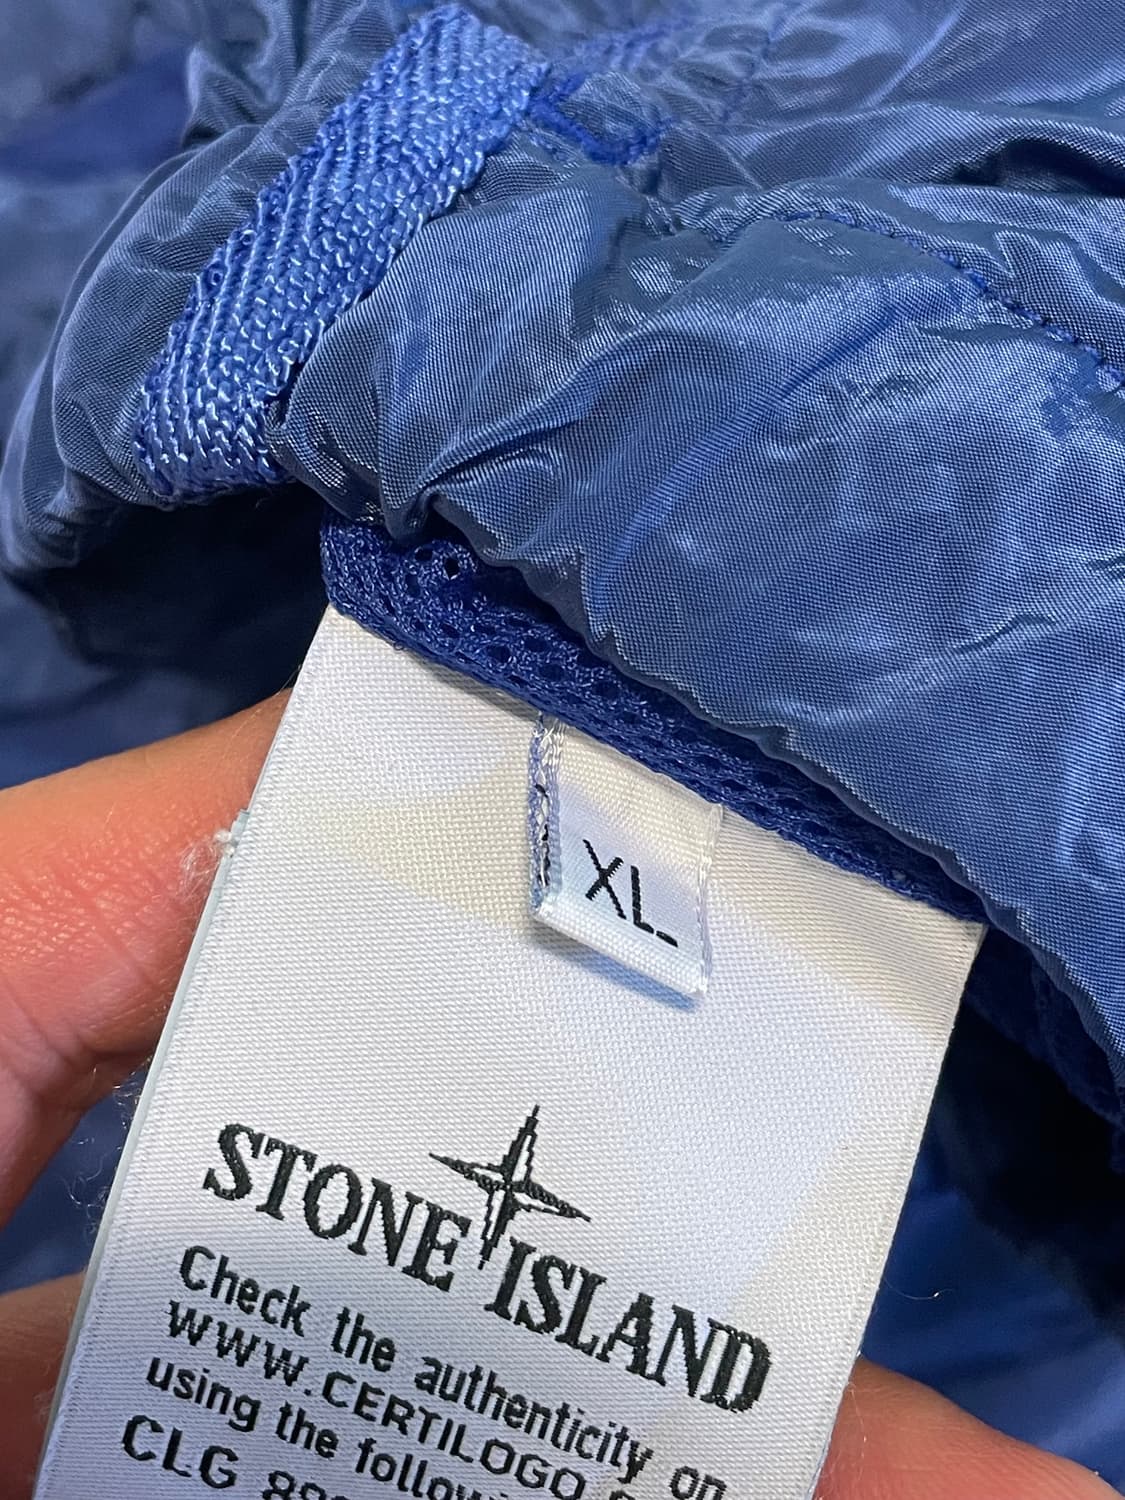 XL
STONE ISLAND
Check the authenticity on
WWW.CERTILOGO
using the
CLG